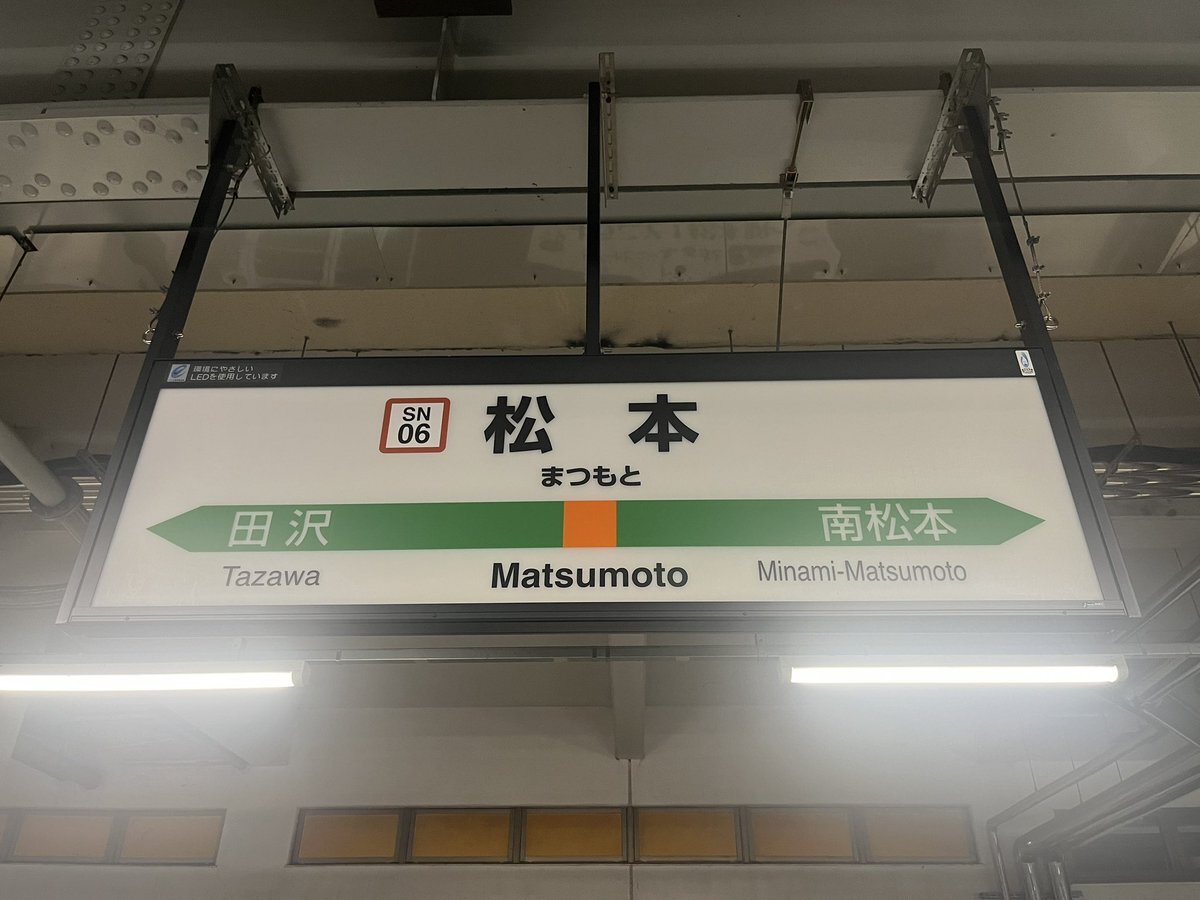 環境にやさしい
LEDを使用しています
SN
06
松本
まつもと
田沢
南松本
Tazawa
Matsumoto
Minami-Matsumoto